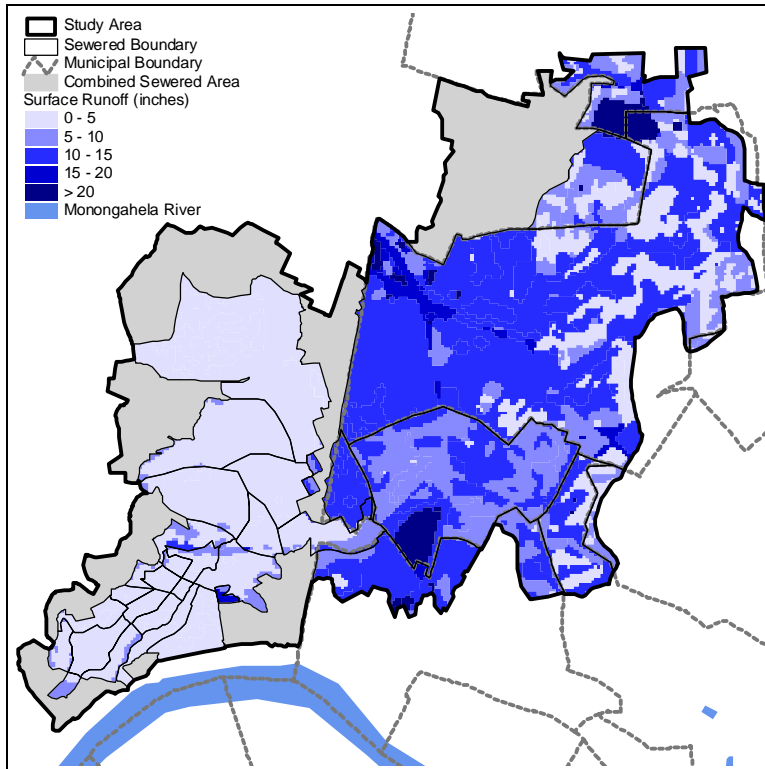 Study Area
Sewered Boundary
Municipal Boundary
Combined Sewered Area
Surface Runoff (inches)
0 - 5
5 - 10
10 - 15
15 - 20
> 20
Monongahela River